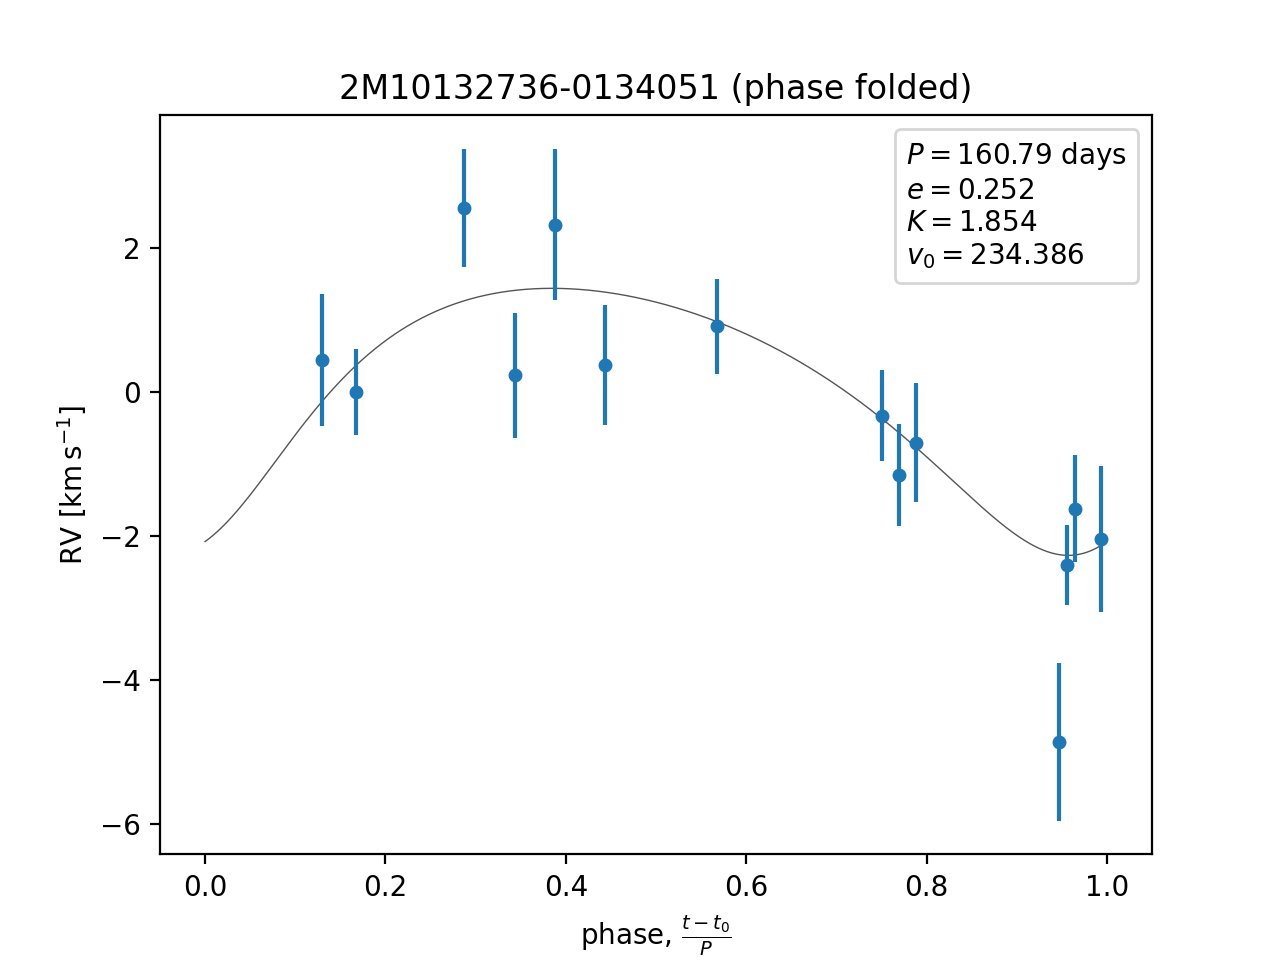 2M10132736-0134051 (phase folded)
P = 160.79 days
e = 0.252
K = 1.854
v₀ = 234.386
RV [km s⁻¹]
2
0
−2
−4
−6
0.0 0.2 0.4 0.6 0.8 1.0
phase, (t − t₀)/P